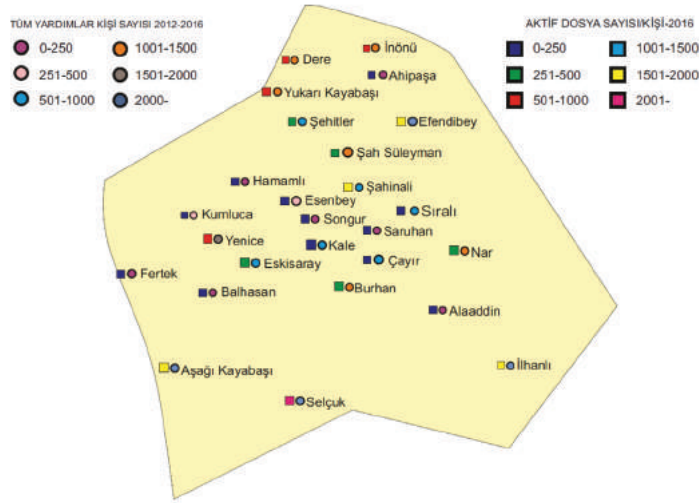 TÜM YARDIMLAR KİŞİ SAYISI 2012-2016
0-250
1001-1500
251-500
1501-2000
501-1000
2000-
AKTİF DOSYA SAYISI/KİŞİ-2016
0-250
1001-1500
251-500
1501-2000
501-1000
2001-
İnönü
Dere
Ahipaşa
Yukarı Kayabaşı
Şehitler
Efendibey
Şah Süleyman
Hamamlı
Şahinali
Esenbey
Kumluca
Songur
Sıralı
Saruhan
Yenice
Kale
Nar
Eskisaray
Çayır
Fertek
Balhasan
Burhan
Alaaddin
Aşağı Kayabaşı
İlhanlı
Selçuk